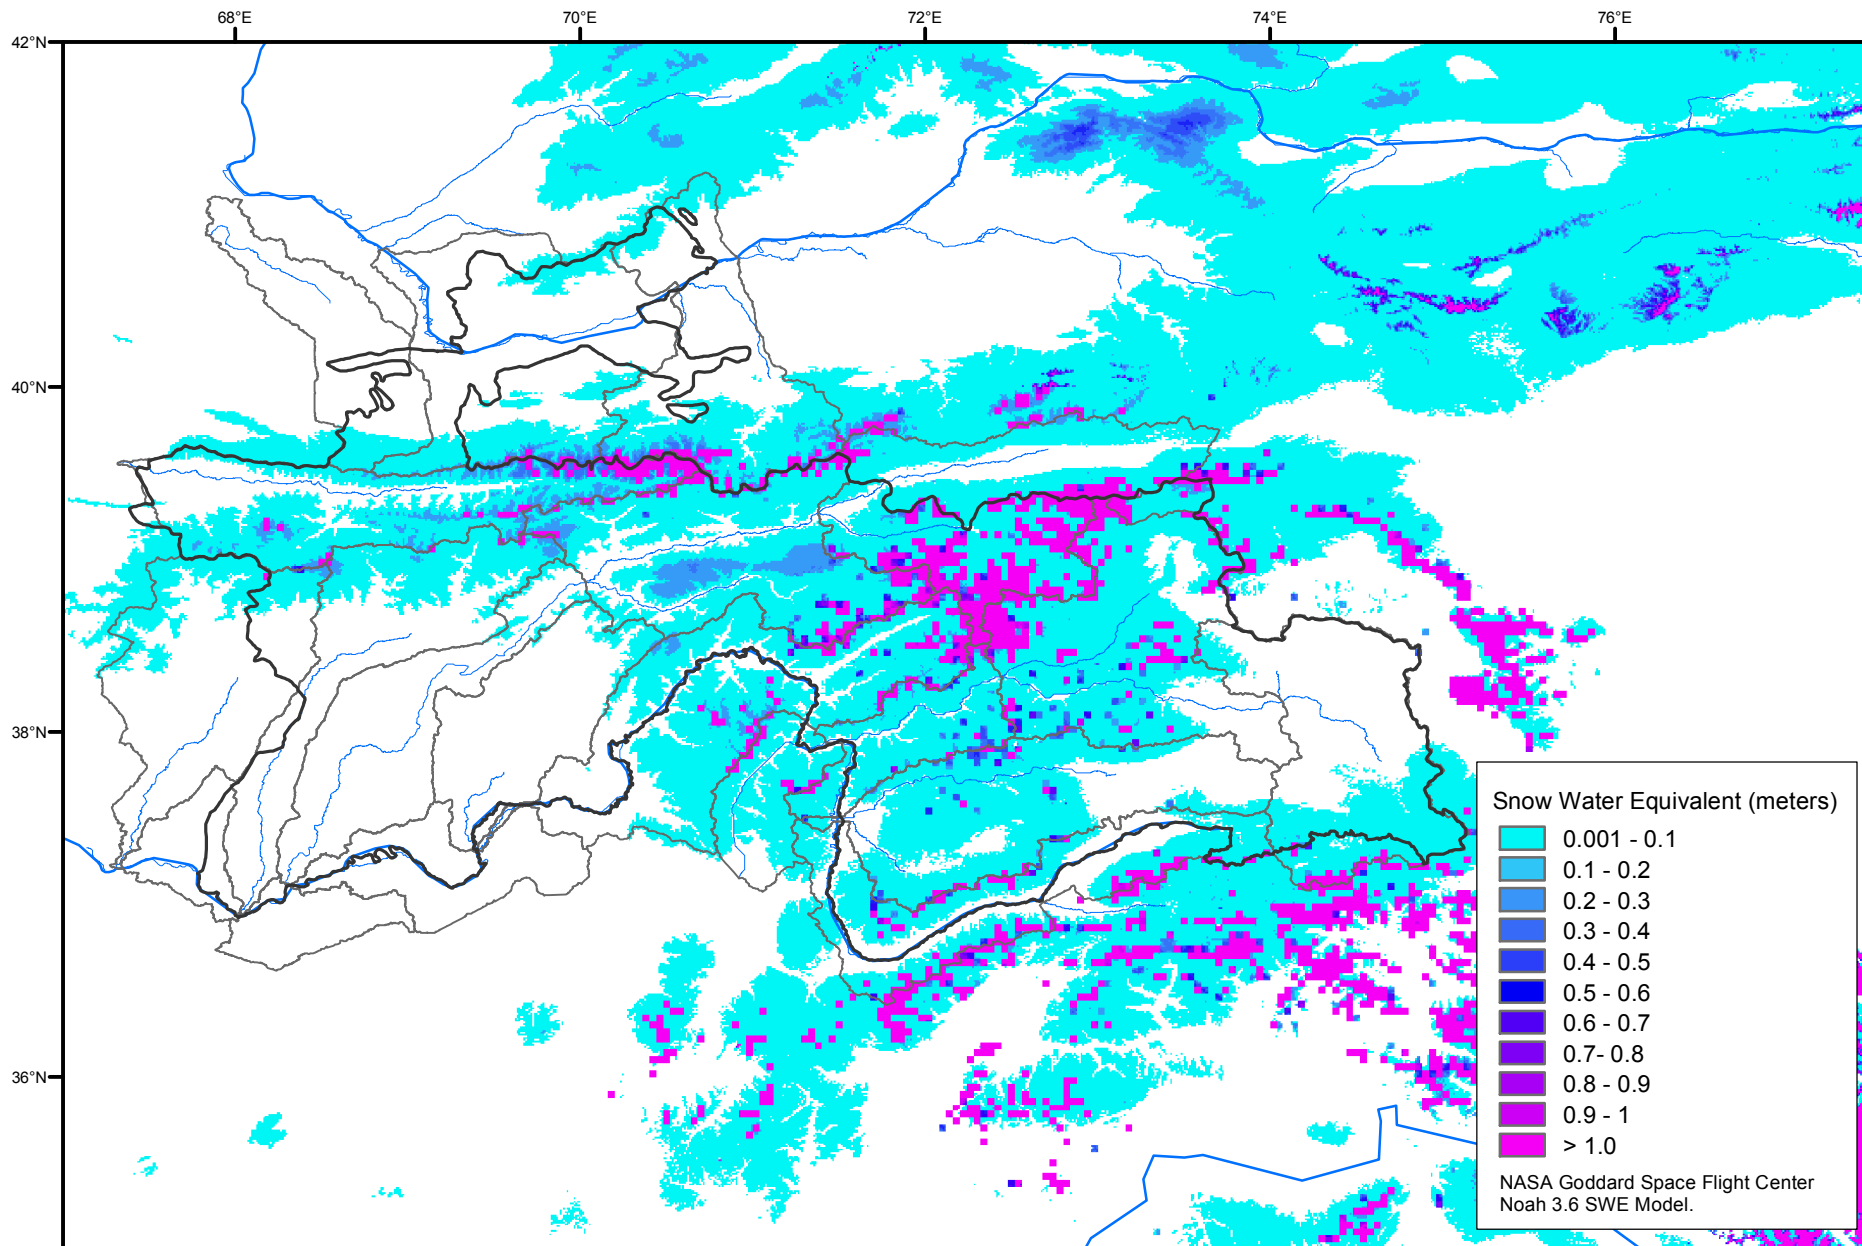 68°E
70°E
72°E
74°E
76°E
42°N
40°N
38°N
36°N
Snow Water Equivalent (meters)
0.001 - 0.1
0.1 - 0.2
0.2 - 0.3
0.3 - 0.4
0.4 - 0.5
0.5 - 0.6
0.6 - 0.7
0.7- 0.8
0.8 - 0.9
0.9 - 1
> 1.0
NASA Goddard Space Flight Center
Noah 3.6 SWE Model.